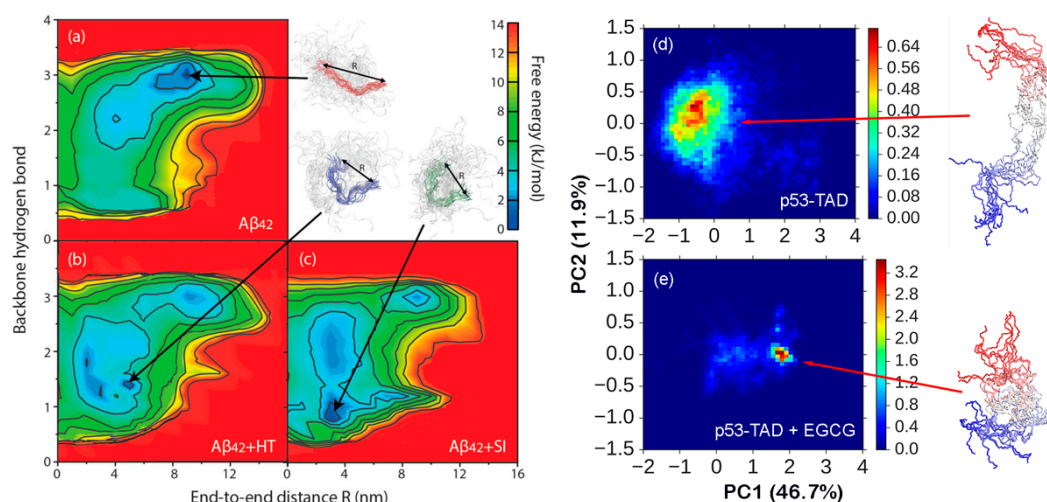 (a)
Aβ42
(b)
Aβ42+HT
(c)
Aβ42+SI
Backbone hydrogen bond
4
3
2
1
0
3
2
1
0
0 4 8 12
0 4 8 12 16
End-to-end distance R (nm)
R
R
R
14
12
10
8
6
4
2
0
Free energy (kJ/mol)
(d)
p53-TAD
1.5
1.0
0.5
0.0
−0.5
−1.0
−1.5
−2 −1 0 1 2 3 4
0.64
0.56
0.48
0.40
0.32
0.24
0.16
0.08
0.00
PC2 (11.9%)
(e)
p53-TAD + EGCG
1.5
1.0
0.5
0.0
−0.5
−1.0
−1.5
−2 −1 0 1 2 3 4
PC1 (46.7%)
3.2
2.8
2.4
2.0
1.6
1.2
0.8
0.4
0.0